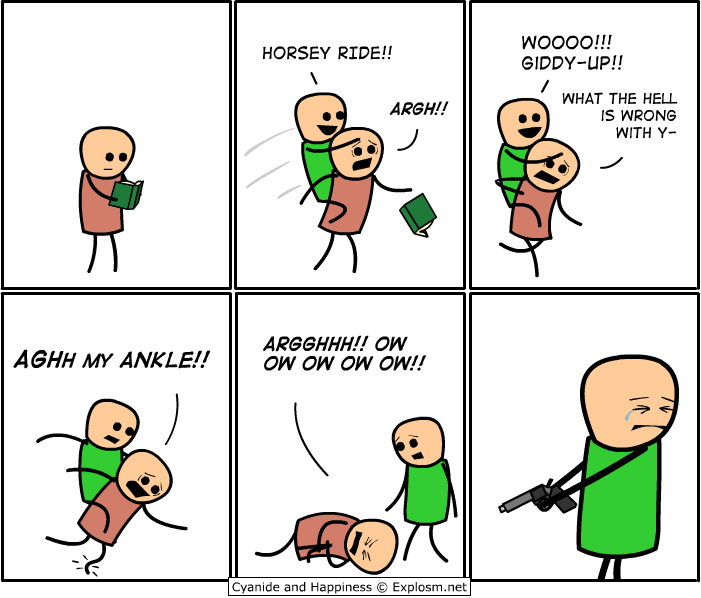 HORSEY RIDE!!
ARGH!!
WOOOO!!!
GIDDY-UP!!
WHAT THE HELL
IS WRONG
WITH Y-
AGHH MY ANKLE!!
ARGGHHH!! OW
OW OW OW OW!!
Cyanide and Happiness © Explosm.net